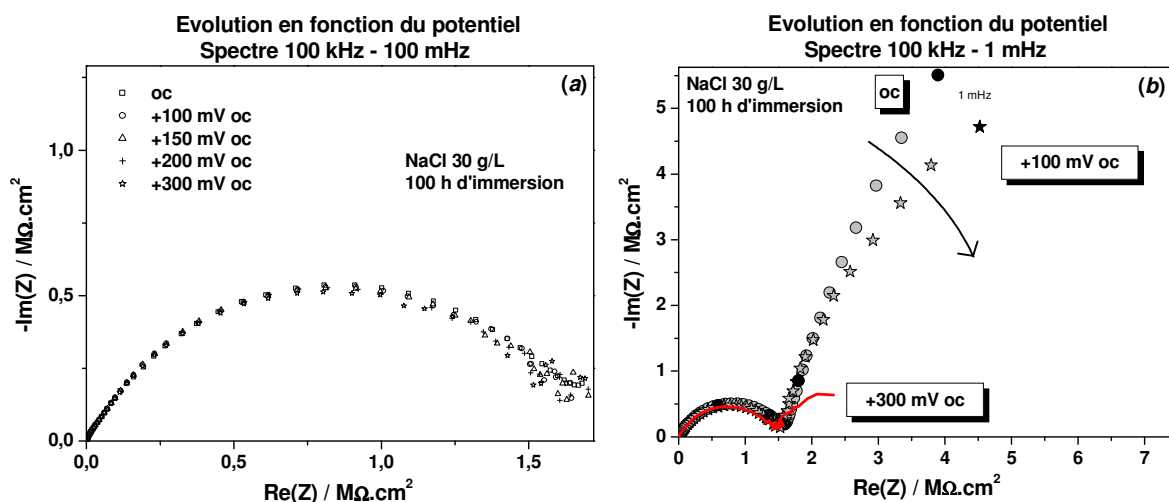 Evolution en fonction du potentiel
Spectre 100 kHz - 100 mHz
(a)
oc
+100 mV oc
+150 mV oc
+200 mV oc
+300 mV oc
NaCl 30 g/L
100 h d'immersion
1,0
0,5
0,0
0,0 0,5 1,0 1,5
-Im(Z) / MΩ.cm²
Re(Z) / MΩ.cm²
Evolution en fonction du potentiel
Spectre 100 kHz - 1 mHz
(b)
NaCl 30 g/L
100 h d'immersion
oc
1 mHz
+100 mV oc
+300 mV oc
5
4
3
2
1
0
0 1 2 3 4 5 6 7
-Im(Z) / MΩ.cm²
Re(Z) / MΩ.cm²